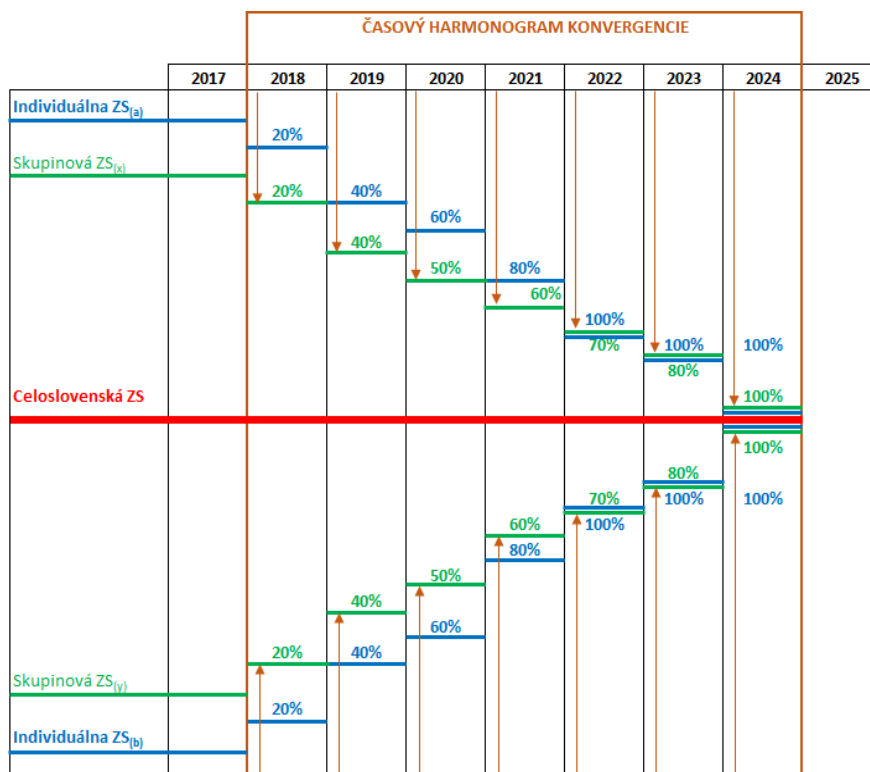 ČASOVÝ HARMONOGRAM KONVERGENCIE
2017 2018 2019 2020 2021 2022 2023 2024 2025
Individuálna ZS(a)
20%
Skupinová ZS(x)
20% 40%
60%
40%
50% 80%
60%
100%
70% 100% 100%
80%
Celoslovenská ZS
100%
100%
80%
70% 100% 100%
60% 100%
80%
50%
40%
60%
20% 40%
Skupinová ZS(y)
20%
Individuálna ZS(b)